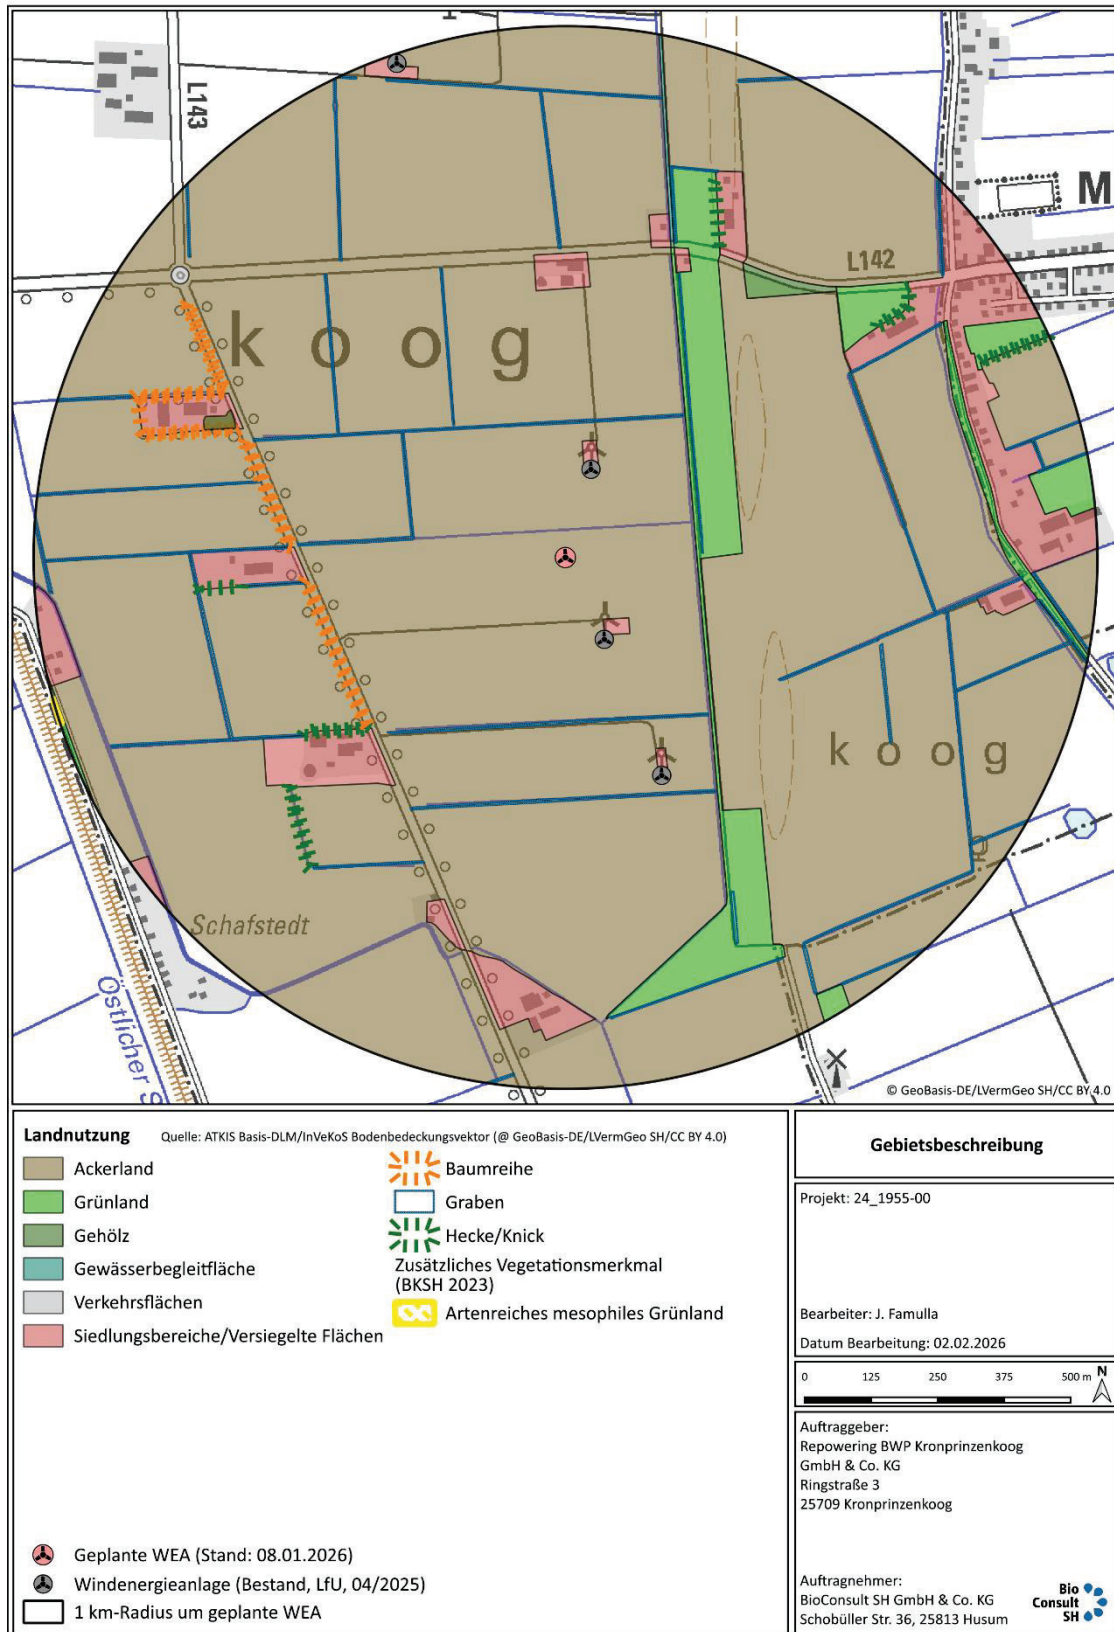 L143
M
L142
koog
koog
Schafstedt
Östlicher S
© GeoBasis-DE/LVermGeo SH/CC BY 4.0
Landnutzung
Quelle: ATKIS Basis-DLM/InVeKoS Bodenbedeckungsvektor (@ GeoBasis-DE/LVermGeo SH/CC BY 4.0)
Ackerland
Grünland
Gehölz
Gewässerbegleitfläche
Verkehrsflächen
Siedlungsbereiche/Versiegelte Flächen
Baumreihe
Graben
Hecke/Knick
Zusätzliches Vegetationsmerkmal
(BKSH 2023)
Artenreiches mesophiles Grünland
Geplante WEA (Stand: 08.01.2026)
Windenergieanlage (Bestand, LfU, 04/2025)
1 km-Radius um geplante WEA
Gebietsbeschreibung
Projekt: 24_1955-00
Bearbeiter: J. Famulla
Datum Bearbeitung: 02.02.2026
0 125 250 375 500 m N
Auftraggeber:
Repowering BWP Kronprinzenkoog
GmbH & Co. KG
Ringstraße 3
25709 Kronprinzenkoog
Auftragnehmer:
BioConsult SH GmbH & Co. KG
Schobüller Str. 36, 25813 Husum
Bio
Consult
SH